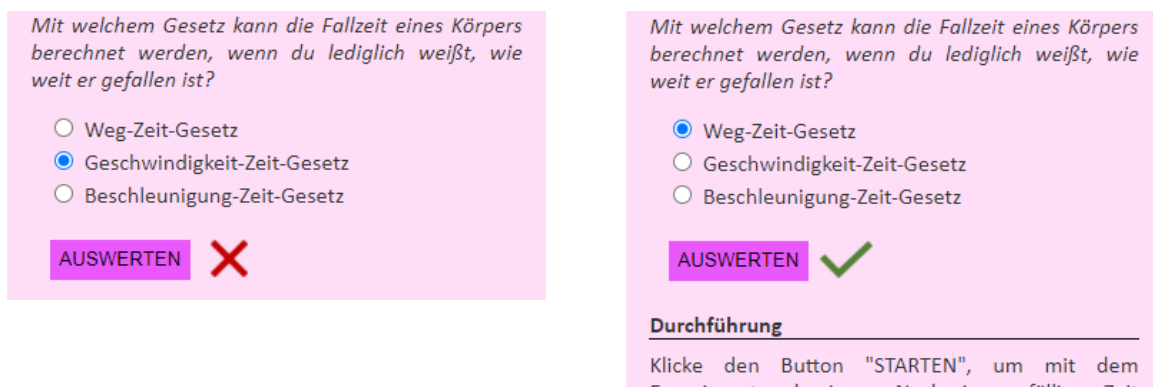 Mit welchem Gesetz kann die Fallzeit eines Körpers
berechnet werden, wenn du lediglich weißt, wie
weit er gefallen ist?
Weg-Zeit-Gesetz
Geschwindigkeit-Zeit-Gesetz
Beschleunigung-Zeit-Gesetz
AUSWERTEN
Mit welchem Gesetz kann die Fallzeit eines Körpers
berechnet werden, wenn du lediglich weißt, wie
weit er gefallen ist?
Weg-Zeit-Gesetz
Geschwindigkeit-Zeit-Gesetz
Beschleunigung-Zeit-Gesetz
AUSWERTEN
Durchführung
Klicke den Button "STARTEN", um mit dem